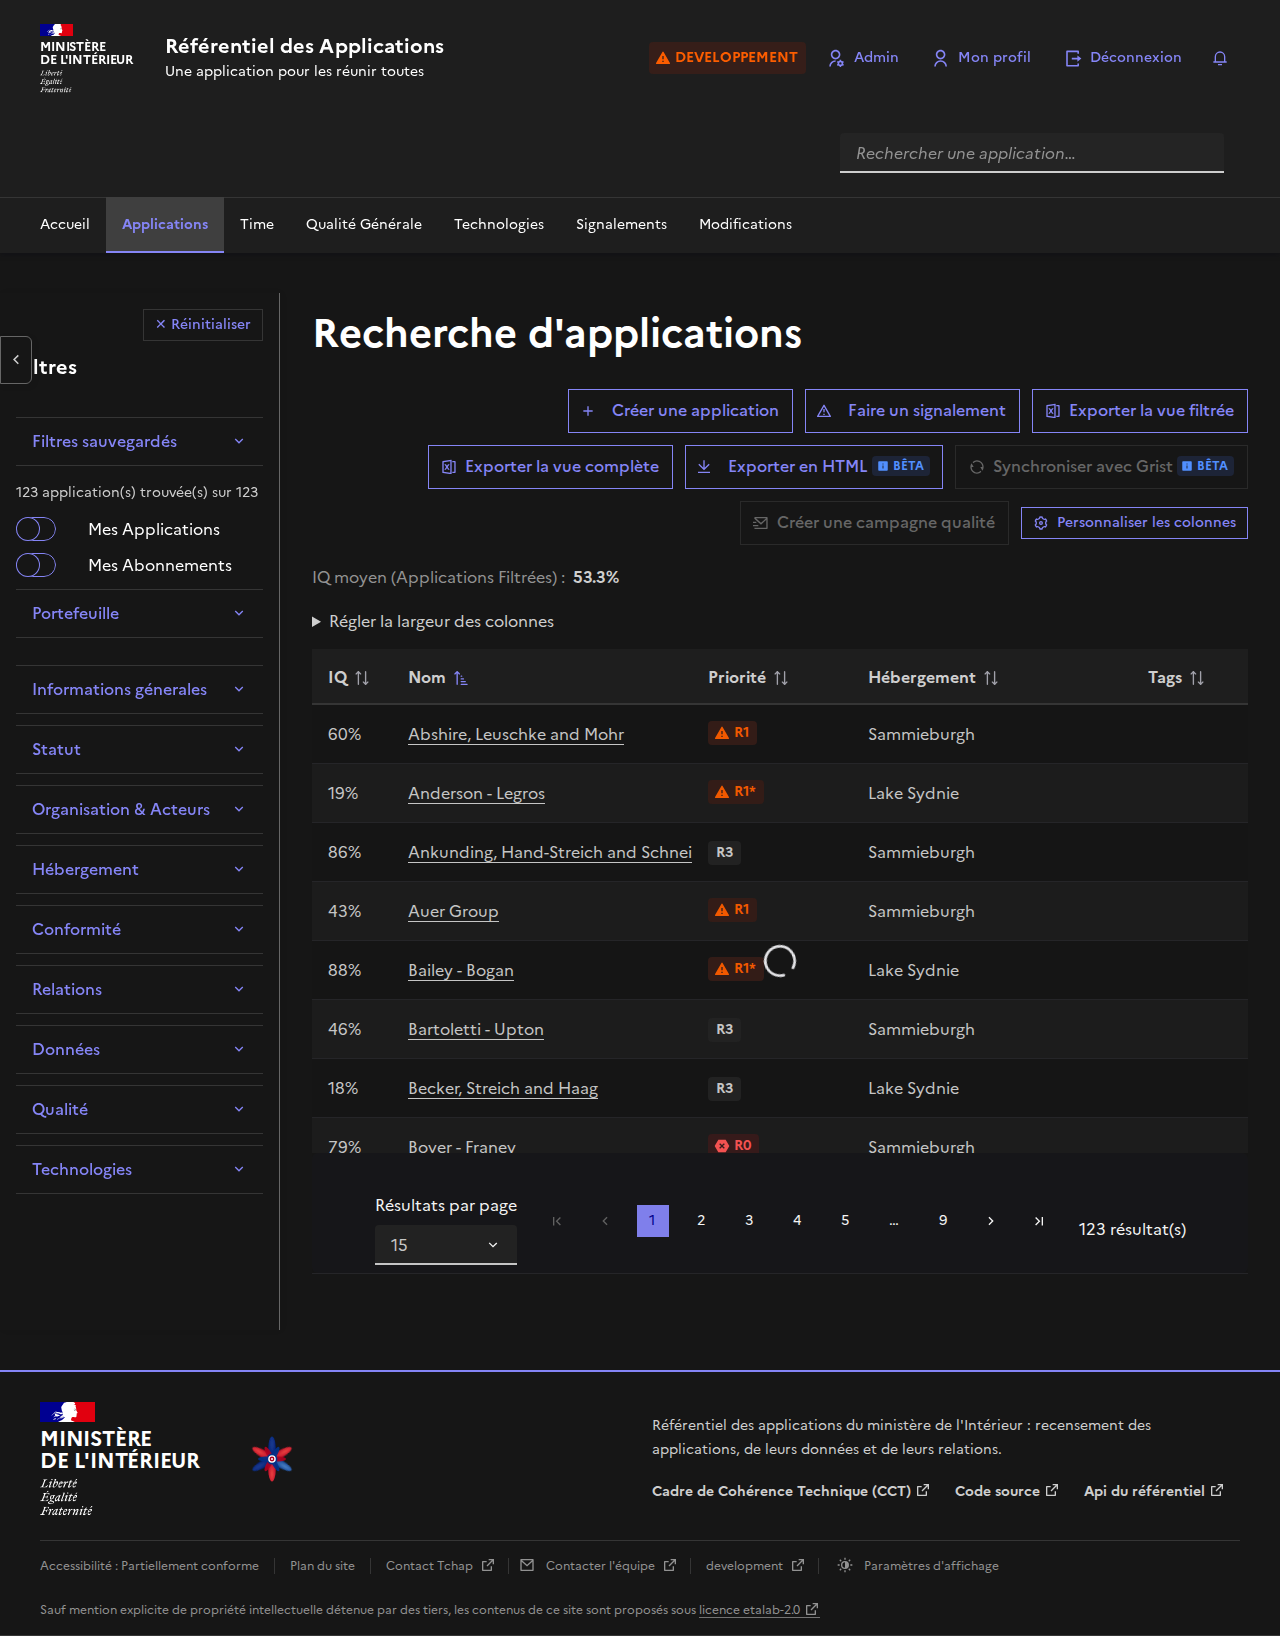 MINISTÈRE
DE L'INTÉRIEUR
Liberté
Égalité
Fraternité
Référentiel des Applications
Une application pour les réunir toutes
DEVELOPPEMENT
Admin
Mon profil
Déconnexion
Rechercher une application…
Accueil
Applications
Time
Qualité Générale
Technologies
Signalements
Modifications
Réinitialiser
ltres
Filtres sauvegardés
123 application(s) trouvée(s) sur 123
Mes Applications
Mes Abonnements
Portefeuille
Informations génerales
Statut
Organisation & Acteurs
Hébergement
Conformité
Relations
Données
Qualité
Technologies
Recherche d'applications
Créer une application
Faire un signalement
Exporter la vue filtrée
Exporter la vue complète
Exporter en HTML BÊTA
Synchroniser avec Grist BÊTA
Créer une campagne qualité
Personnaliser les colonnes
IQ moyen (Applications Filtrées) : 53.3%
Régler la largeur des colonnes
IQ Nom Priorité Hébergement Tags
60% Abshire, Leuschke and Mohr R1 Sammieburgh
19% Anderson - Legros R1* Lake Sydnie
86% Ankunding, Hand-Streich and Schnei R3 Sammieburgh
43% Auer Group R1 Sammieburgh
88% Bailey - Bogan R1* Lake Sydnie
46% Bartoletti - Upton R3 Sammieburgh
18% Becker, Streich and Haag R3 Lake Sydnie
79% Boyer - Franey R0 Sammieburgh
Résultats par page
15
1 2 3 4 5 … 9
123 résultat(s)
MINISTÈRE
DE L'INTÉRIEUR
Liberté
Égalité
Fraternité
Référentiel des applications du ministère de l'Intérieur : recensement des
applications, de leurs données et de leurs relations.
Cadre de Cohérence Technique (CCT)
Code source
Api du référentiel
Accessibilité : Partiellement conforme
Plan du site
Contact Tchap
Contacter l'équipe
development
Paramètres d'affichage
Sauf mention explicite de propriété intellectuelle détenue par des tiers, les contenus de ce site sont proposés sous licence etalab-2.0